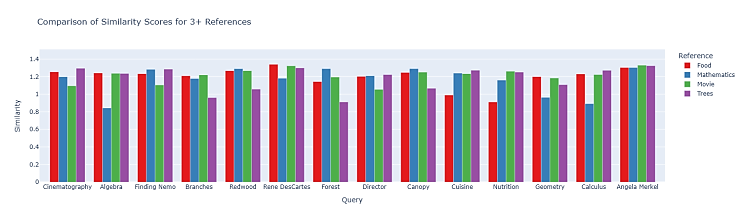 Comparison of Similarity Scores for 3+ References
Reference
Food
Mathematics
Movie
Trees
Similarity
1.4
1.2
1
0.8
0.6
0.4
0.2
0
Cinematography Algebra Finding Nemo Branches Redwood Rene DesCartes Forest Director Canopy Cuisine Nutrition Geometry Calculus Angela Merkel
Query